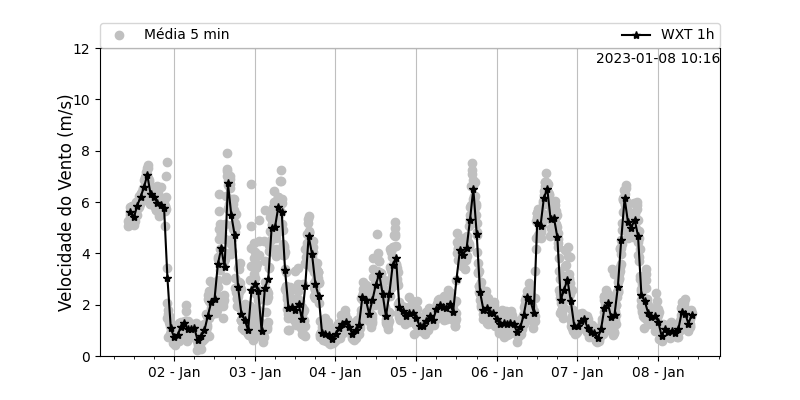 Média 5 min
WXT 1h
2023-01-08 10:16
Velocidade do Vento (m/s)
12
10
8
6
4
2
0
02 - Jan
03 - Jan
04 - Jan
05 - Jan
06 - Jan
07 - Jan
08 - Jan